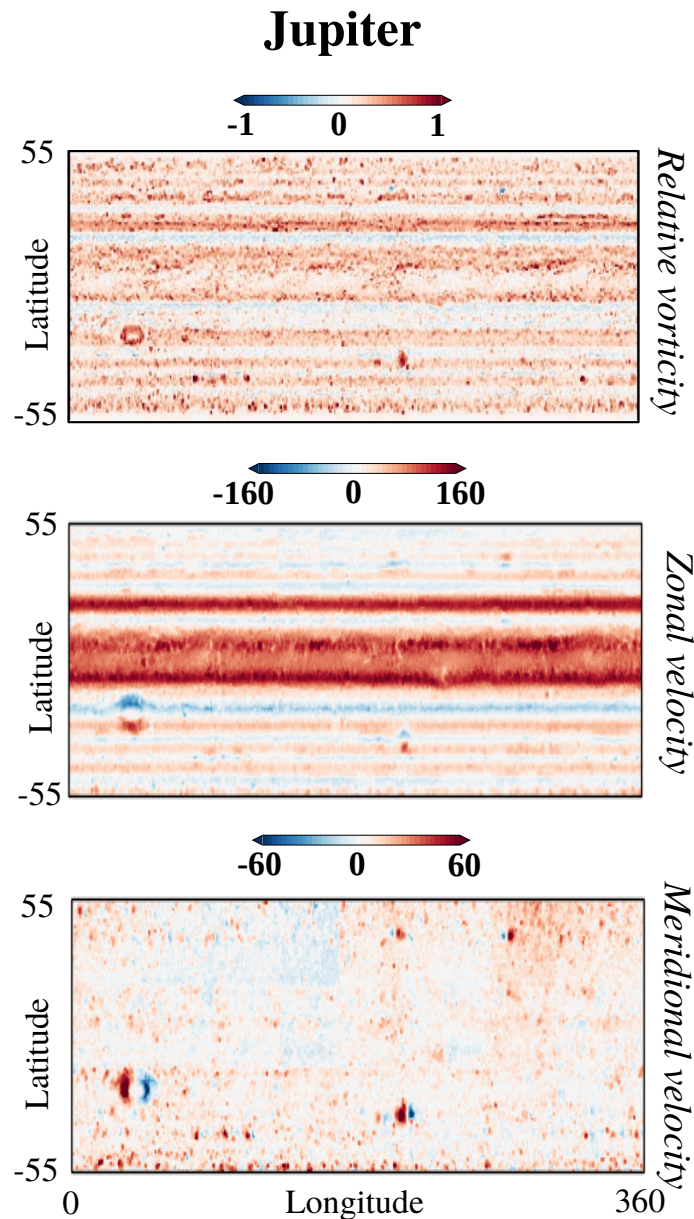 Jupiter
-1 0 1
55
Latitude
-55
Relative vorticity
-160 0 160
55
Latitude
-55
Zonal velocity
-60 0 60
55
Latitude
-55
Meridional velocity
0 Longitude 360